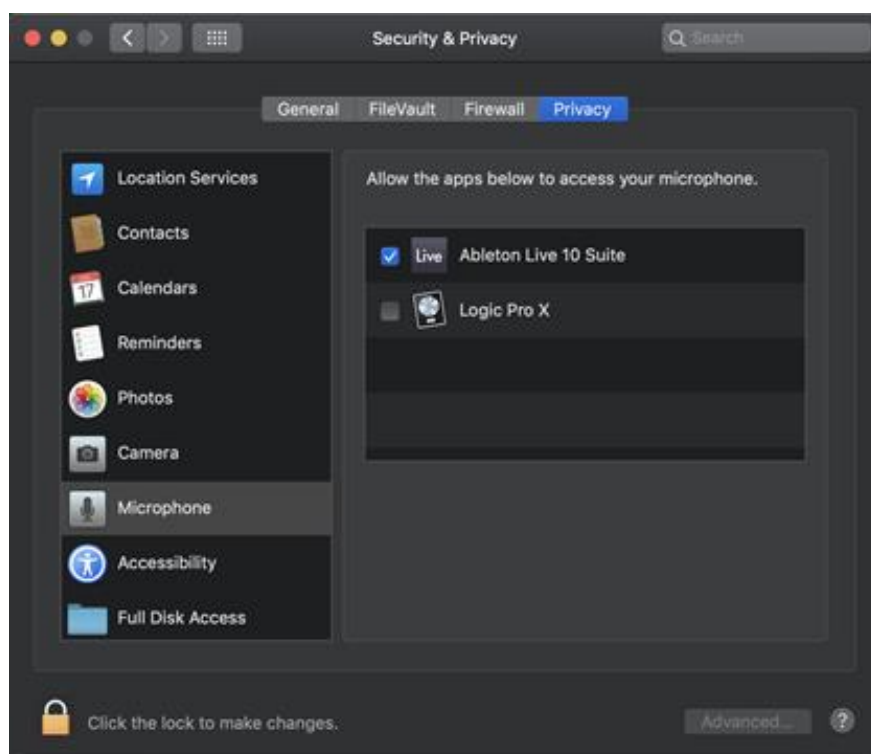 Security & Privacy
Search
General FileVault Firewall Privacy
Location Services
Contacts
17
Calendars
Reminders
Photos
Camera
Microphone
Accessibility
Full Disk Access
Allow the apps below to access your microphone.
Live Ableton Live 10 Suite
Logic Pro X
Click the lock to make changes.
Advanced...
?